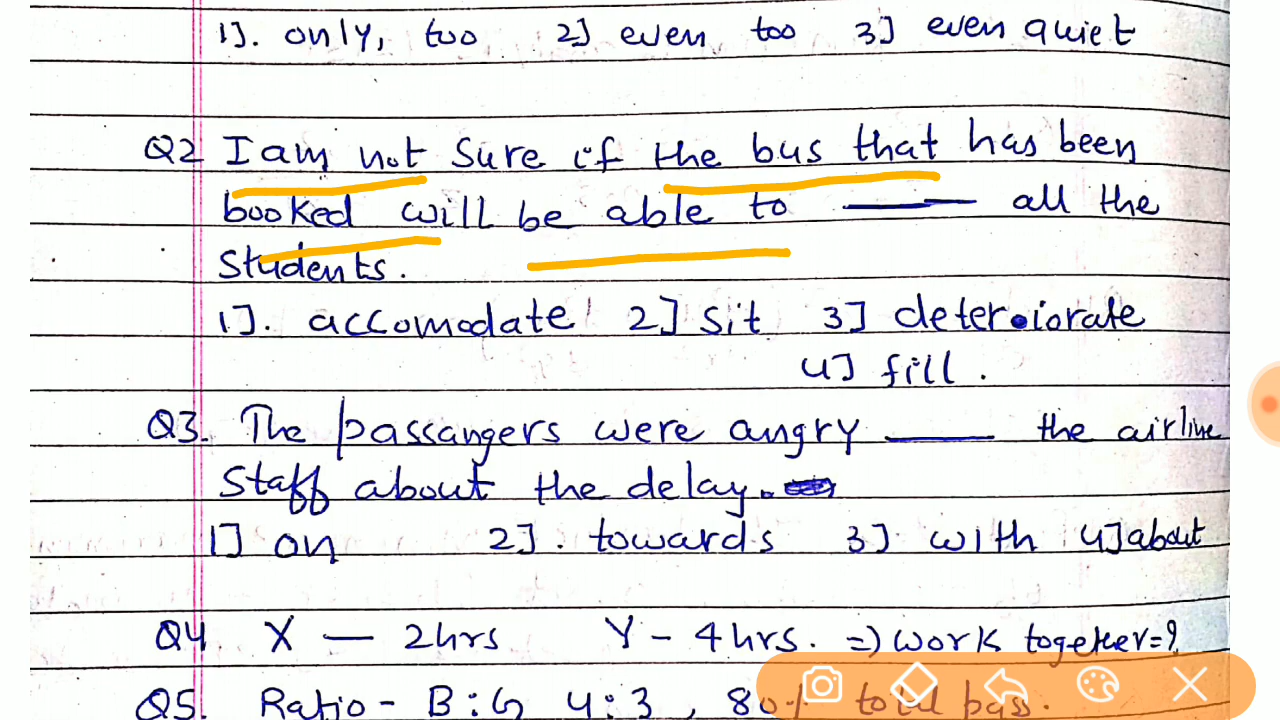 1]. only, too 2] even too 3] even quiet
Q2 I am not sure if the bus that has been
booked will be able to —— all the
students.
1]. accomodate 2] sit 3] deteriorate
4] fill.
Q3. The passangers were angry —— the airline
staff about the delay.
1] on 2]. towards 3] with 4] about
Q4 X — 2hrs Y - 4hrs. => work together=?
Q5. Ratio - B:G 4:3 , 80% total pass.